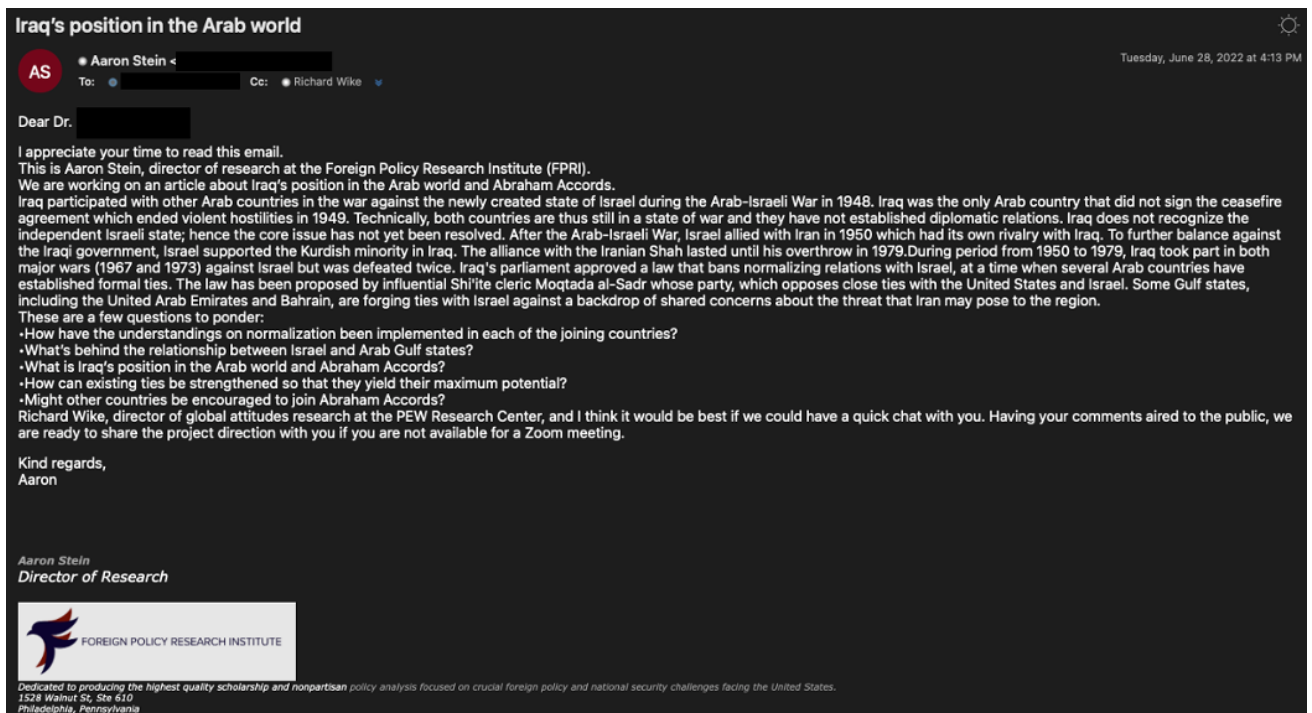 Iraq's position in the Arab world
AS
Aaron Stein <
Tuesday, June 28, 2022 at 4:13 PM
To:
Cc: Richard Wike
Dear Dr.
I appreciate your time to read this email.
This is Aaron Stein, director of research at the Foreign Policy Research Institute (FPRI).
We are working on an article about Iraq's position in the Arab world and Abraham Accords.
Iraq participated with other Arab countries in the war against the newly created state of Israel during the Arab-Israeli War in 1948. Iraq was the only Arab country that did not sign the ceasefire
agreement which ended violent hostilities in 1949. Technically, both countries are thus still in a state of war and they have not established diplomatic relations. Iraq does not recognize the
independent Israeli state; hence the core issue has not yet been resolved. After the Arab-Israeli War, Israel allied with Iran in 1950 which had its own rivalry with Iraq. To further balance against
the Iraqi government, Israel supported the Kurdish minority in Iraq. The alliance with the Iranian Shah lasted until his overthrow in 1979.During period from 1950 to 1979, Iraq took part in both
major wars (1967 and 1973) against Israel but was defeated twice. Iraq's parliament approved a law that bans normalizing relations with Israel, at a time when several Arab countries have
established formal ties. The law has been proposed by influential Shi'ite cleric Moqtada al-Sadr whose party, which opposes close ties with the United States and Israel. Some Gulf states,
including the United Arab Emirates and Bahrain, are forging ties with Israel against a backdrop of shared concerns about the threat that Iran may pose to the region.
These are a few questions to ponder:
•How have the understandings on normalization been implemented in each of the joining countries?
•What's behind the relationship between Israel and Arab Gulf states?
•What is Iraq's position in the Arab world and Abraham Accords?
•How can existing ties be strengthened so that they yield their maximum potential?
•Might other countries be encouraged to join Abraham Accords?
Richard Wike, director of global attitudes research at the PEW Research Center, and I think it would be best if we could have a quick chat with you. Having your comments aired to the public, we
are ready to share the project direction with you if you are not available for a Zoom meeting.
Kind regards,
Aaron
Aaron Stein
Director of Research
FOREIGN POLICY RESEARCH INSTITUTE
Dedicated to producing the highest quality scholarship and nonpartisan policy analysis focused on crucial foreign policy and national security challenges facing the United States.
1528 Walnut St, Ste 610
Philadelphia, Pennsylvania